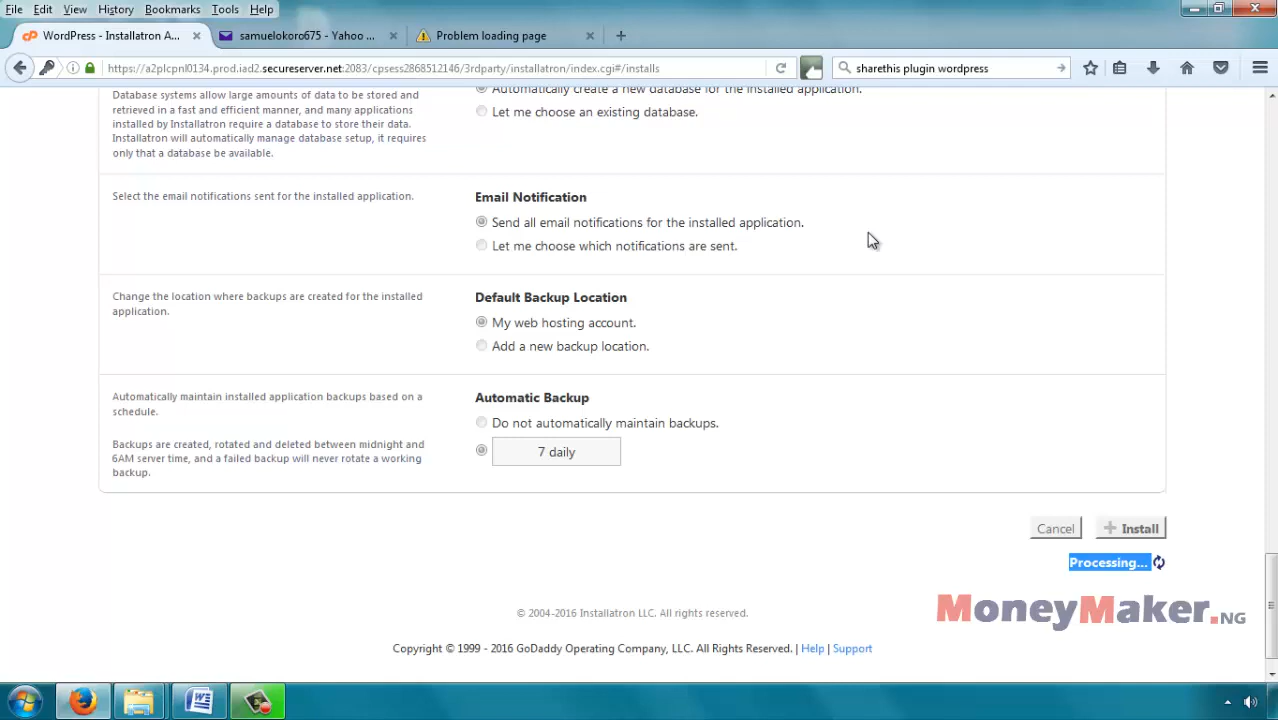 File Edit View History Bookmarks Tools Help
WordPress - Installatron A... samuelokoro675 - Yahoo ... Problem loading page
https://a2plcpnl0134.prod.iad2.secureserver.net:2083/cpsess2868512146/3rdparty/installatron/index.cgi#/installs sharethis plugin wordpress
Database systems allow large amounts of data to be stored and
retrieved in a fast and efficient manner, and many applications
installed by Installatron require a database to store their data.
Installatron will automatically manage database setup, it requires
only that a database be available.
Automatically create a new database for the installed application.
Let me choose an existing database.
Select the email notifications sent for the installed application.
Email Notification
Send all email notifications for the installed application.
Let me choose which notifications are sent.
Change the location where backups are created for the installed
application.
Default Backup Location
My web hosting account.
Add a new backup location.
Automatically maintain installed application backups based on a
schedule.
Backups are created, rotated and deleted between midnight and
6AM server time, and a failed backup will never rotate a working
backup.
Automatic Backup
Do not automatically maintain backups.
7 daily
Cancel + Install
Processing...
© 2004-2016 Installatron LLC. All rights reserved.
MoneyMaker.NG
Copyright © 1999 - 2016 GoDaddy Operating Company, LLC. All Rights Reserved. | Help | Support